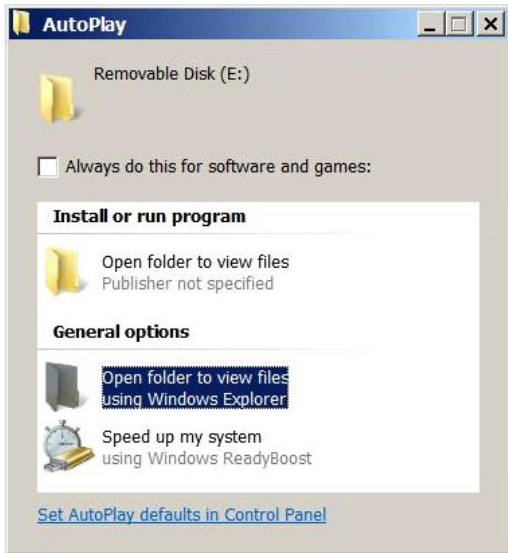 AutoPlay
Removable Disk (E:)
Always do this for software and games:
Install or run program
Open folder to view files
Publisher not specified
General options
Open folder to view files
using Windows Explorer
Speed up my system
using Windows ReadyBoost
Set AutoPlay defaults in Control Panel